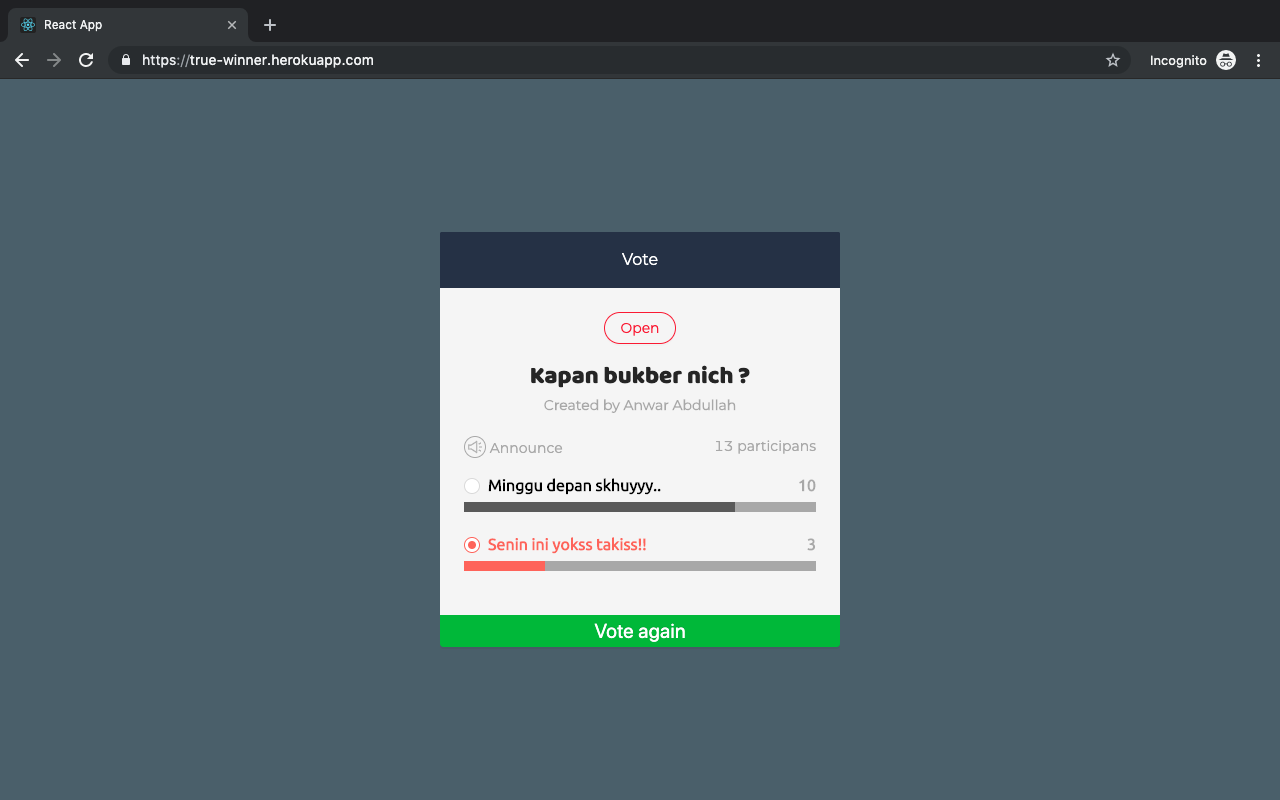 React App
https://true-winner.herokuapp.com
Incognito
Vote
Open
Kapan bukber nich ?
Created by Anwar Abdullah
Announce 13 participans
Minggu depan skhuyyy.. 10
Senin ini yokss takiss!! 3
Vote again